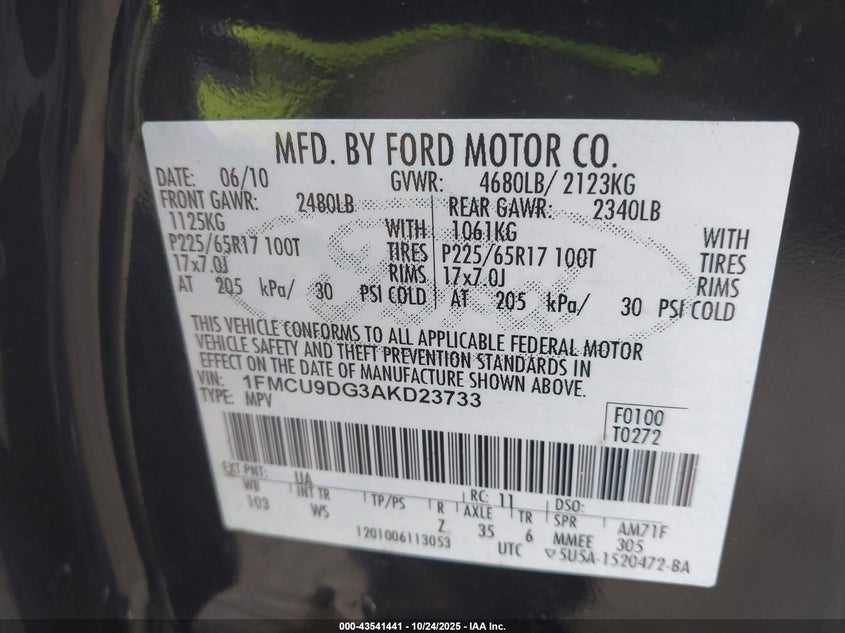 MFD. BY FORD MOTOR CO.
DATE: 06/10 GVWR: 4680LB/ 2123KG
FRONT GAWR: 2480LB REAR GAWR: 2340LB
1125KG WITH 1061KG WITH
P225/65R17 100T TIRES P225/65R17 100T TIRES
17x7.0J RIMS 17x7.0J RIMS
AT 205 kPa/ 30 PSI COLD AT 205 kPa/ 30 PSI COLD
THIS VEHICLE CONFORMS TO ALL APPLICABLE FEDERAL MOTOR
VEHICLE SAFETY AND THEFT PREVENTION STANDARDS IN
EFFECT ON THE DATE OF MANUFACTURE SHOWN ABOVE.
VIN: 1FMCU9DG3AKD23733
TYPE: MPV
F0100
T0272
EXT PNT: UA RC: 11 DSO:
WB INT TR TP/PS R AXLE TR SPR AM71F
103 WS Z 35 6 MMEE 305
1201006113053 UTC ▽5U5A-1520472-BA
000-43541441 - 10/24/2025 - IAA Inc.